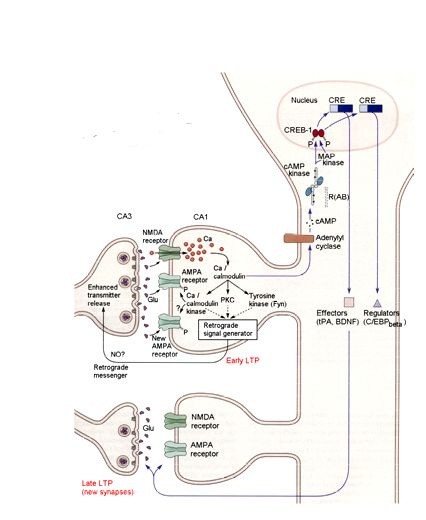 Nucleus
CRE
CRE
CREB-1
P
P
MAP
kinase
cAMP
kinase
R(AB)
cAMP
Adenylyl
cyclase
CA3
CA1
NMDA
receptor
Ca
AMPA
receptor
Ca /
calmodulin
P
Enhanced
transmitter
release
Glu
Ca /
calmodulin
kinase
PKC
Tyrosine
kinase (Fyn)
?
P
New
AMPA
receptor
Retrograde
signal generator
NO?
Retrograde
messenger
Early LTP
Effectors
(tPA, BDNF)
Regulators
(C/EBPbeta)
Glu
NMDA
receptor
AMPA
receptor
Late LTP
(new synapses)